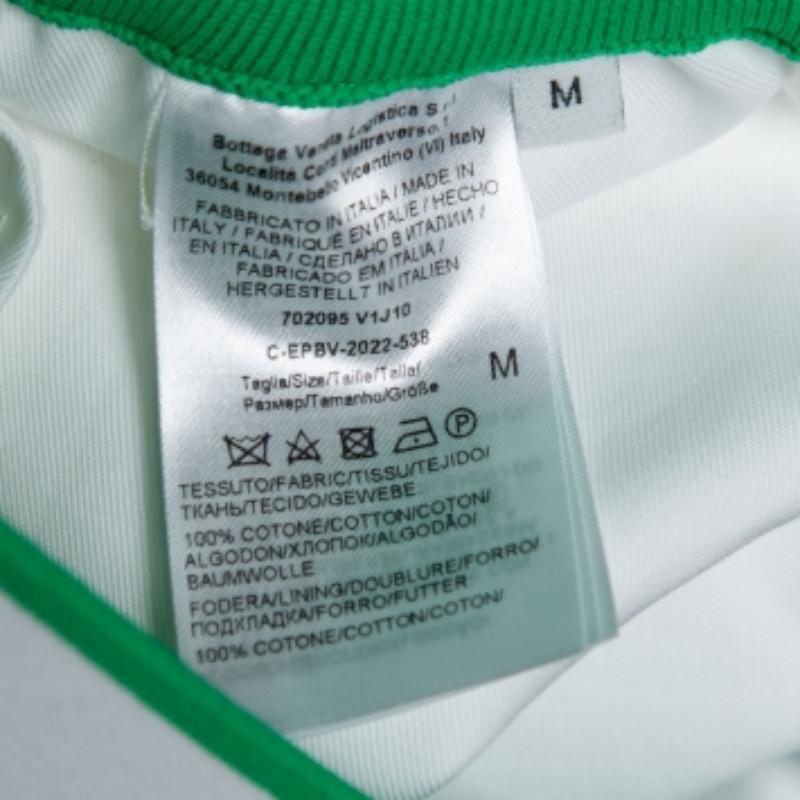 M
Bottega Veneta Logistica S.r.l
Località Conti Maltraverso, 1
36054 Montebello Vicentino (VI) Italy
FABBRICATO IN ITALIA / MADE IN
ITALY / FABRIQUÉ EN ITALIE / HECHO
EN ITALIA / СДЕЛАНО В ИТАЛИИ /
FABRICADO EM ITALIA /
HERGESTELLT IN ITALIEN
702095 V1J10
C-EPBV-2022-538
Taglia/Size/Taille/Talla/
Размер/Temanho/Größe
M
P
TESSUTO/FABRIC/TISSU/TEJIDO/
ТКАНЬ/TECIDO/GEWEBE:
100% COTONE/COTTON/COTON/
ALGODON/ХЛОПОК/ALGODÃO/
BAUMWOLLE
FODERA/LINING/DOUBLURE/FORRO/
ПОДКЛАДКА/FORRO/FUTTER:
100% COTONE/COTTON/COTON/